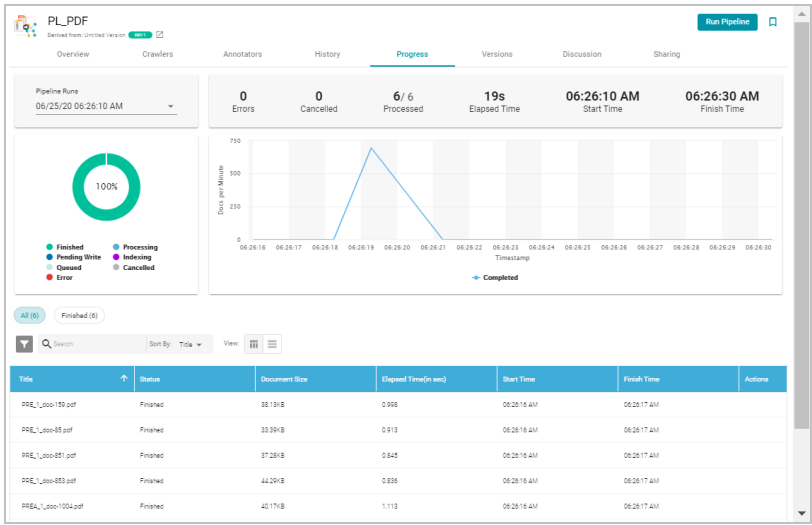 PL_PDF
Run Pipeline
Derived from: Untitled Version
Overview Crawlers Annotators History Progress Versions Discussion Sharing
Pipeline Runs
06/25/20 06:26:10 AM
0 0 6/ 6 19s 06:26:10 AM 06:26:30 AM
Errors Cancelled Processed Elapsed Time Start Time Finish Time
100%
Finished Processing
Pending Write Indexing
Queued Cancelled
Error
750
500
250
0
Docs per Minute
06:26:16 06:26:17 06:26:18 06:26:19 06:26:20 06:26:21 06:26:22 06:26:23 06:26:24 06:26:25 06:26:26 06:26:27 06:26:28 06:26:29 06:26:30
Timestamp
Completed
All (6) Finished (6)
Search Sort By: Title View:
Title Status Document Size Elapsed Time(in sec) Start Time Finish Time Actions
PRE_1_doc-159.pdf Finished 38.13KB 0.998 06:26:16 AM 06:26:17 AM
PRE_1_doc-85.pdf Finished 33.39KB 0.913 06:26:16 AM 06:26:17 AM
PRE_1_doc-851.pdf Finished 37.28KB 0.845 06:26:16 AM 06:26:17 AM
PRE_1_doc-853.pdf Finished 44.29KB 0.836 06:26:16 AM 06:26:17 AM
PREA_1_doc-1004.pdf Finished 40.17KB 1.113 06:26:16 AM 06:26:17 AM